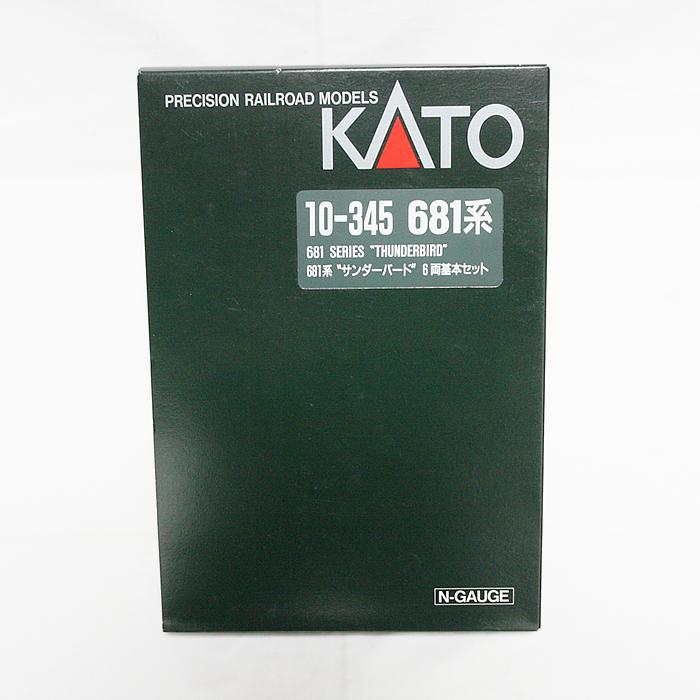 PRECISION RAILROAD MODELS
KATO
10-345 681系
681 SERIES "THUNDERBIRD"
681系 "サンダーバード" 6両基本セット
N-GAUGE